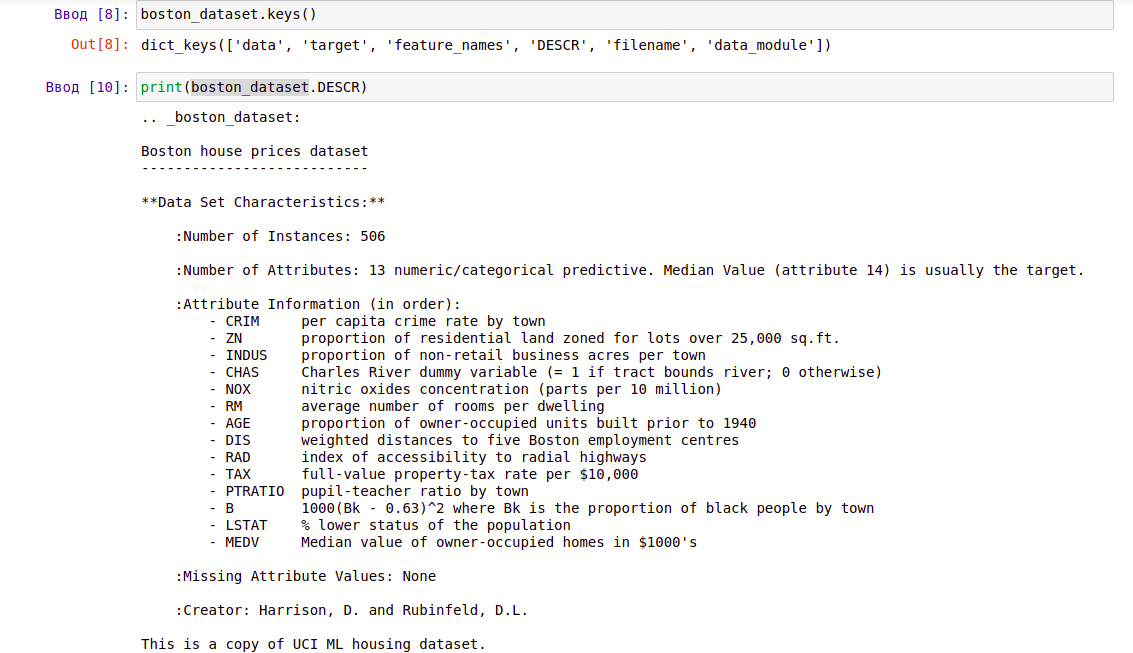 Ввод [8]: boston_dataset.keys()
Out[8]: dict_keys(['data', 'target', 'feature_names', 'DESCR', 'filename', 'data_module'])
Ввод [10]: print(boston_dataset.DESCR)
.. _boston_dataset:
Boston house prices dataset
---------------------------
**Data Set Characteristics:**
:Number of Instances: 506
:Number of Attributes: 13 numeric/categorical predictive. Median Value (attribute 14) is usually the target.
:Attribute Information (in order):
- CRIM     per capita crime rate by town
- ZN       proportion of residential land zoned for lots over 25,000 sq.ft.
- INDUS    proportion of non-retail business acres per town
- CHAS     Charles River dummy variable (= 1 if tract bounds river; 0 otherwise)
- NOX      nitric oxides concentration (parts per 10 million)
- RM       average number of rooms per dwelling
- AGE      proportion of owner-occupied units built prior to 1940
- DIS      weighted distances to five Boston employment centres
- RAD      index of accessibility to radial highways
- TAX      full-value property-tax rate per $10,000
- PTRATIO  pupil-teacher ratio by town
- B        1000(Bk - 0.63)^2 where Bk is the proportion of black people by town
- LSTAT    % lower status of the population
- MEDV     Median value of owner-occupied homes in $1000's
:Missing Attribute Values: None
:Creator: Harrison, D. and Rubinfeld, D.L.
This is a copy of UCI ML housing dataset.